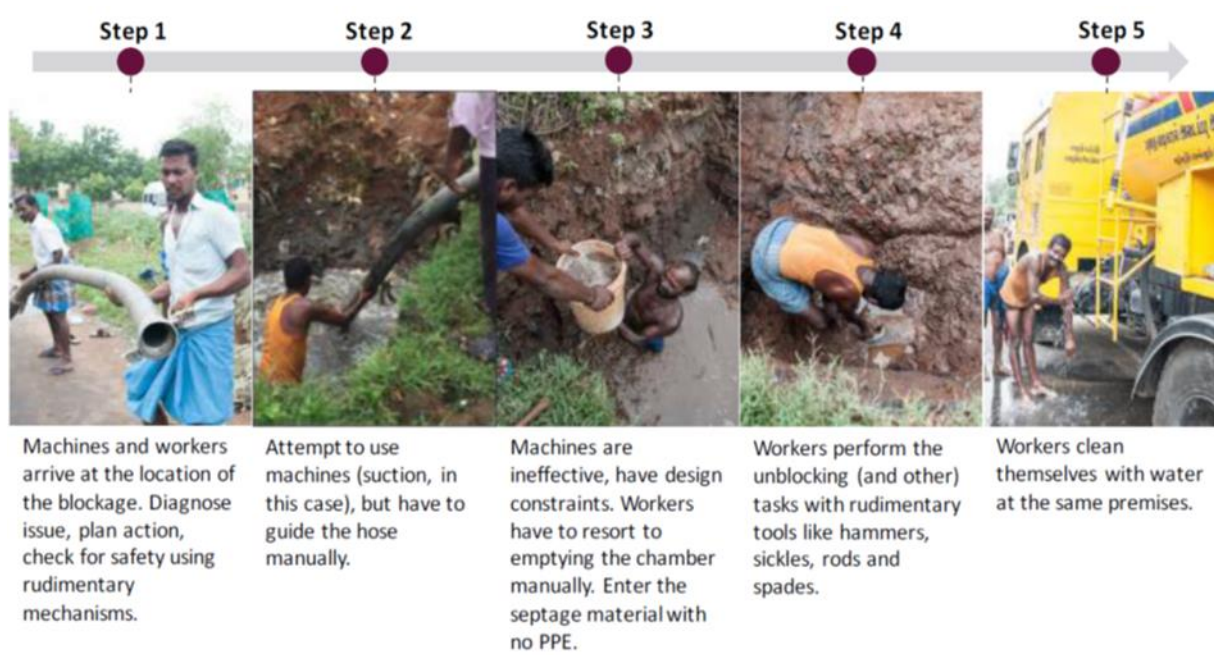 Step 1
Step 2
Step 3
Step 4
Step 5
Machines and workers
arrive at the location of
the blockage. Diagnose
issue, plan action,
check for safety using
rudimentary
mechanisms.
Attempt to use
machines (suction, in
this case), but have to
guide the hose
manually.
Machines are
ineffective, have design
constraints. Workers
have to resort to
emptying the chamber
manually. Enter the
septage material with
no PPE.
Workers perform the
unblocking (and other)
tasks with rudimentary
tools like hammers,
sickles, rods and
spades.
Workers clean
themselves with water
at the same premises.